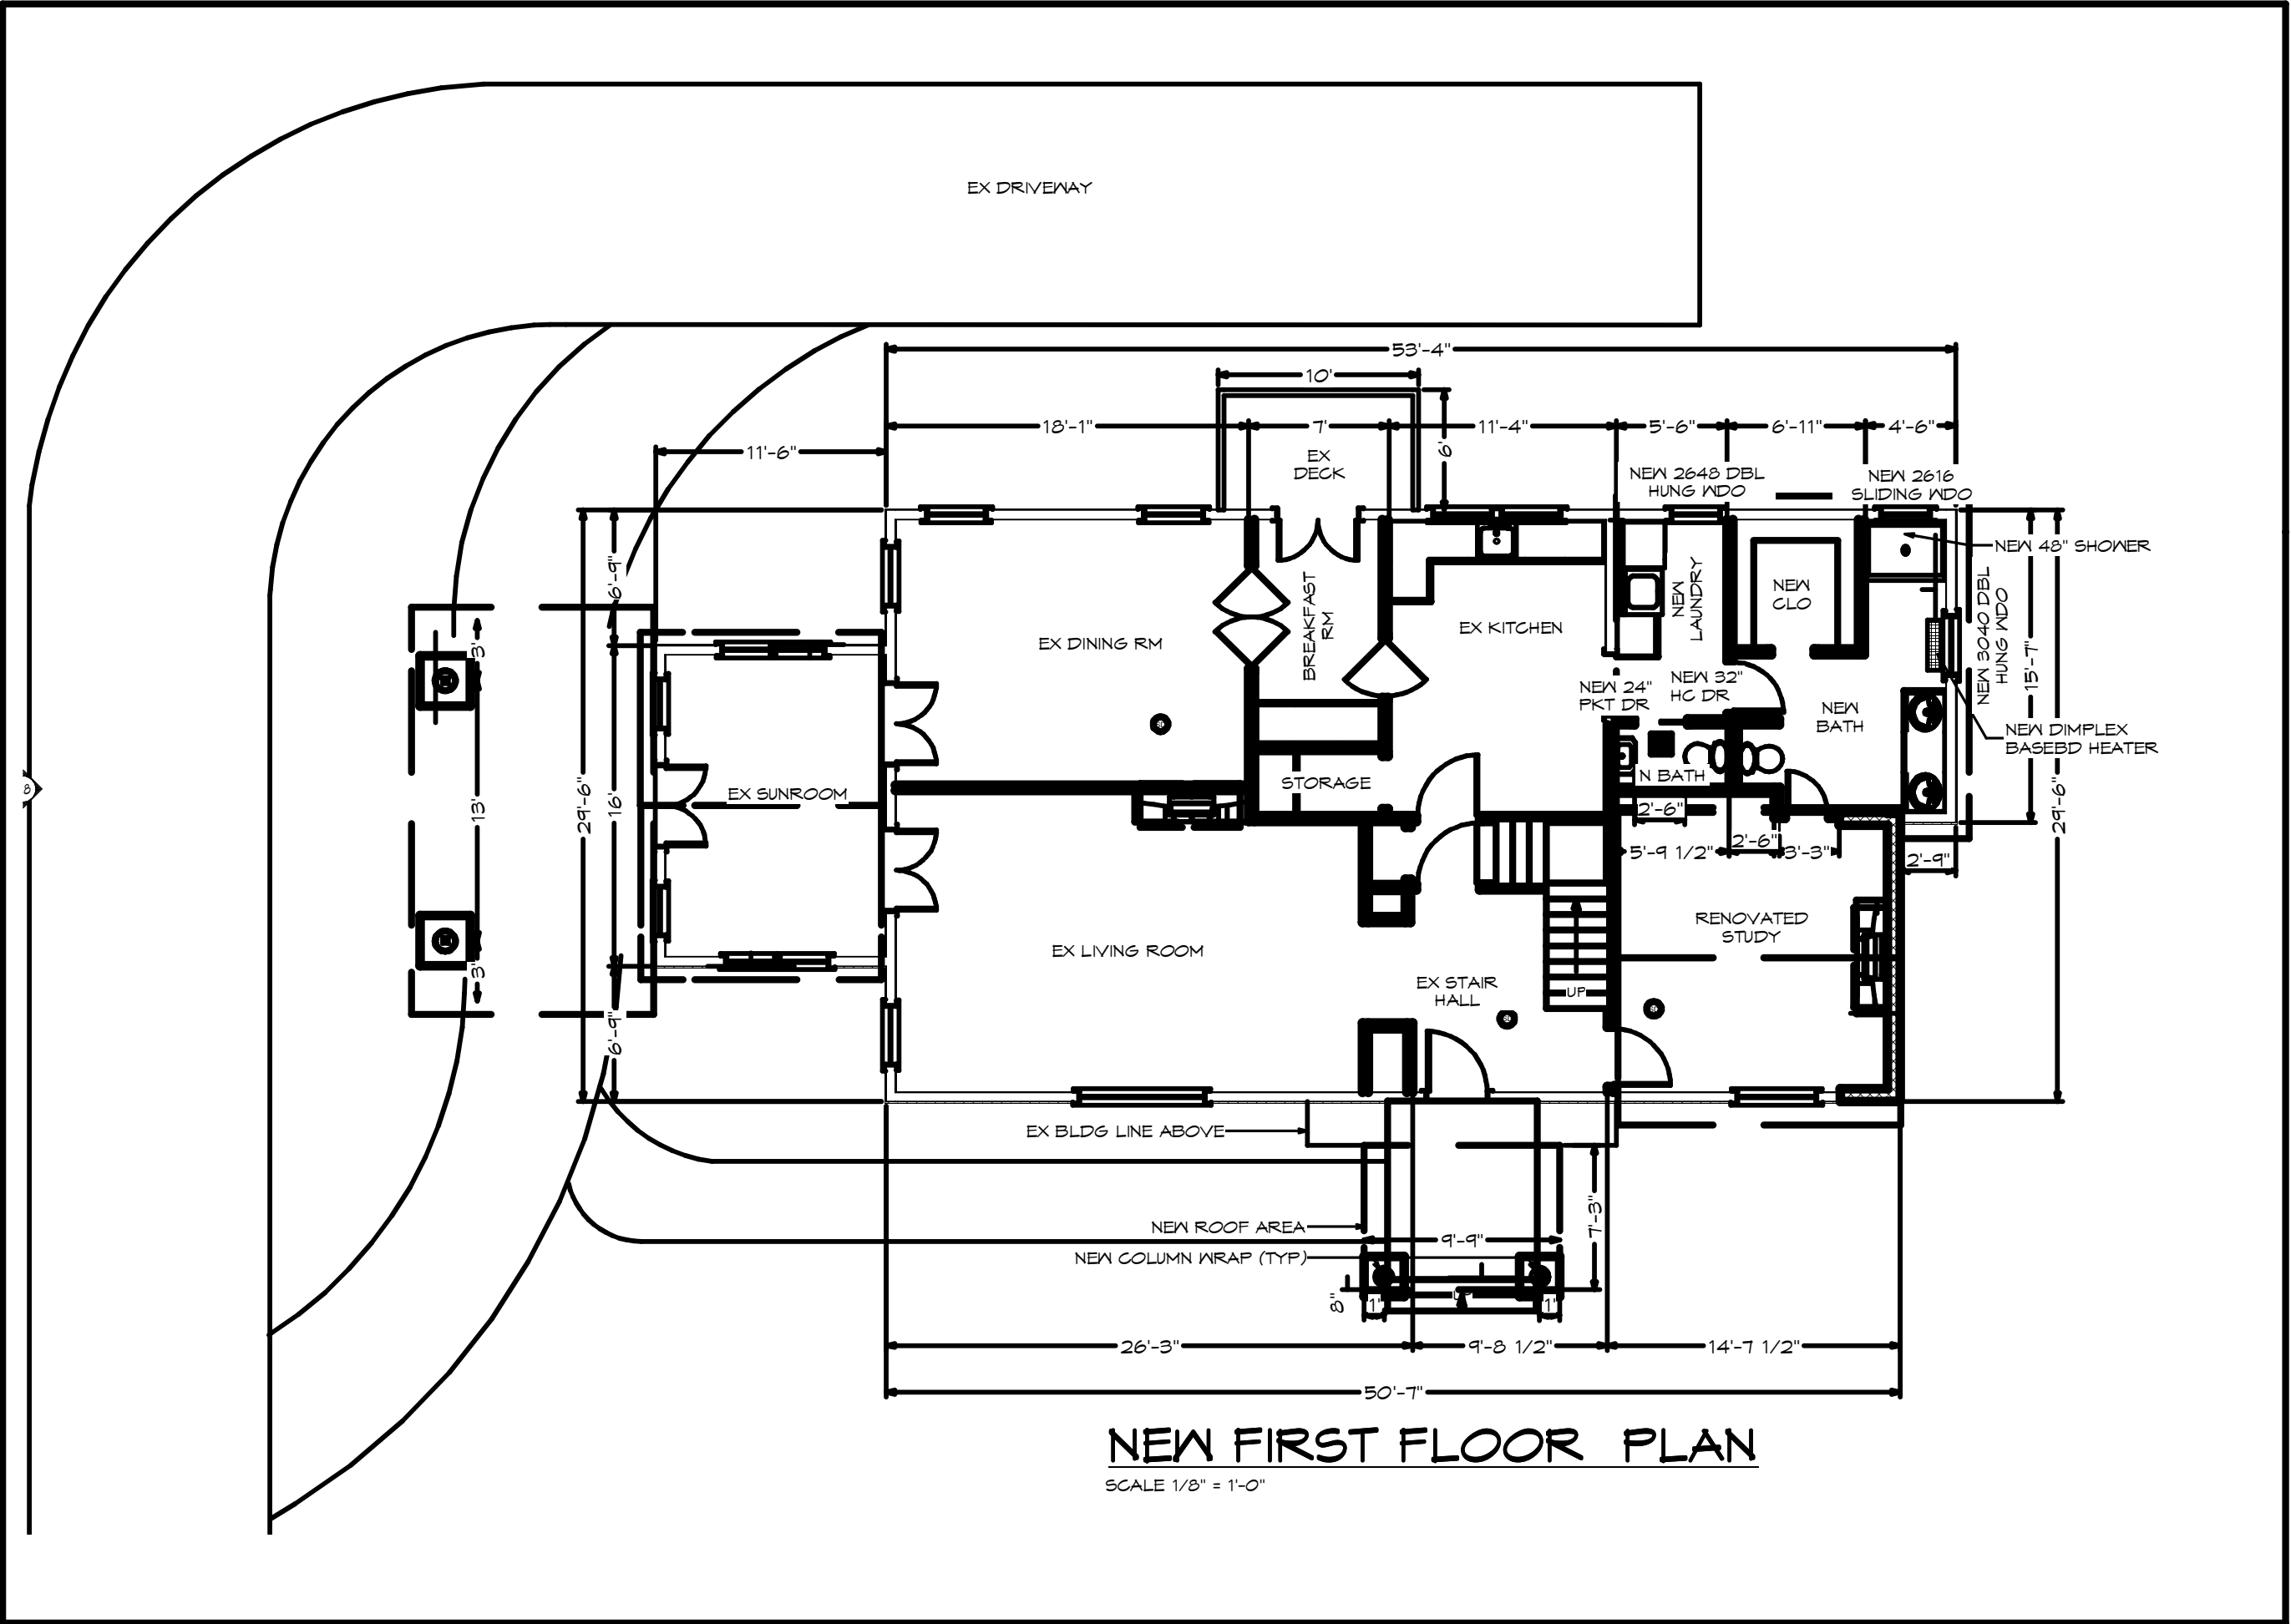 EX DRIVEWAY
53'-4"
10'
18'-1"
7'
11'-4"
5'-6"
6'-11"
4'-6"
11'-6"
6'
EX
DECK
NEW 2648 DBL
HUNG WDO
NEW 2616
SLIDING WDO
NEW 48" SHOWER
6'-9"
BREAKFAST
RM
NEW
LAUNDRY
NEW
CLO
NEW 3040 DBL
HUNG WDO
15'-7"
EX DINING RM
EX KITCHEN
3'
NEW 24"
PKT DR
NEW 32"
HC DR
NEW
BATH
NEW DIMPLEX
BASEBD HEATER
STORAGE
N BATH
8
EX SUNROOM
29'-6"
16'
13'
29'-6"
2'-6"
5'-9 1/2"
2'-6"
3'-3"
2'-9"
RENOVATED
STUDY
EX LIVING ROOM
3'
EX STAIR
HALL
UP
6'-9"
EX BLDG LINE ABOVE
NEW ROOF AREA
7'-3"
9'-9"
NEW COLUMN WRAP (TYP)
8"
1'
1'
26'-3"
9'-8 1/2"
14'-7 1/2"
50'-7"
NEW FIRST FLOOR PLAN
SCALE 1/8" = 1'-0"